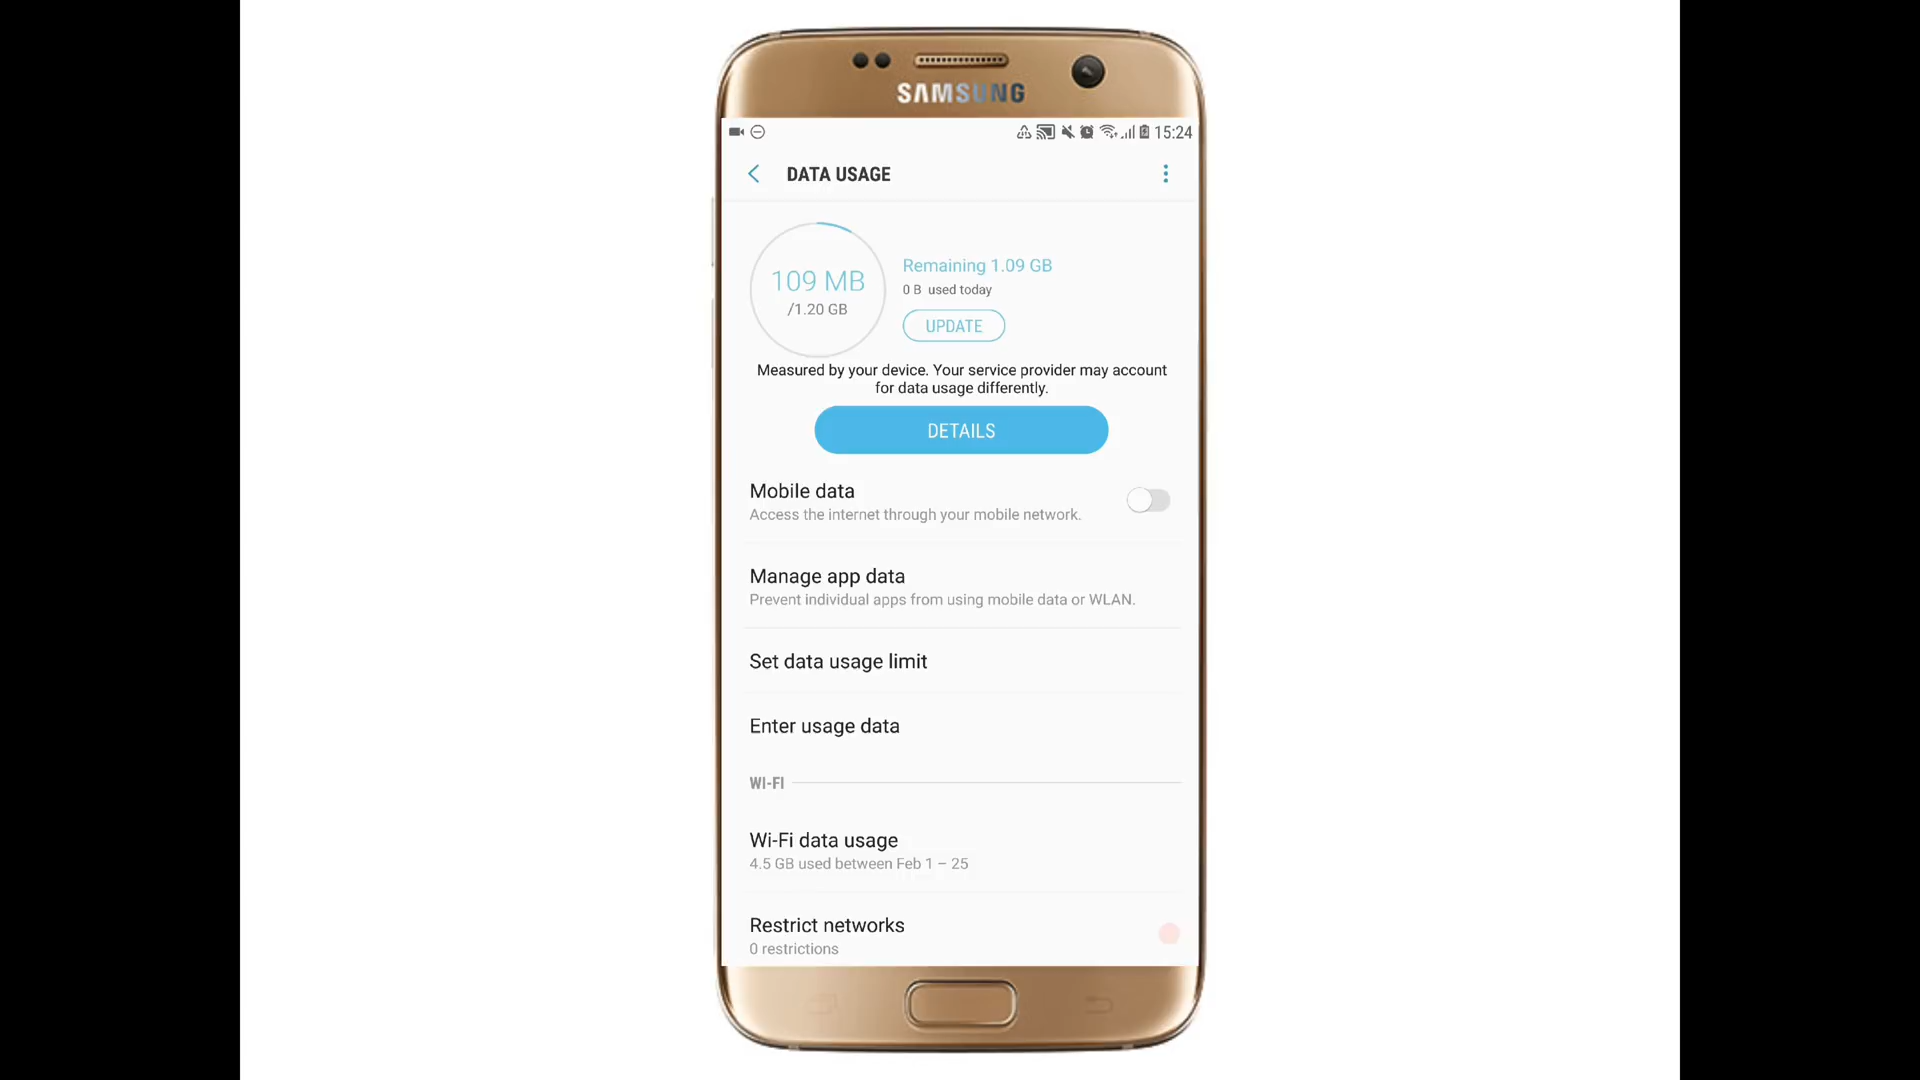 SAMSUNG
15:24
DATA USAGE
109 MB
/1.20 GB
Remaining 1.09 GB
0 B used today
UPDATE
Measured by your device. Your service provider may account
for data usage differently.
DETAILS
Mobile data
Access the internet through your mobile network.
Manage app data
Prevent individual apps from using mobile data or WLAN.
Set data usage limit
Enter usage data
WI-FI
Wi-Fi data usage
4.5 GB used between Feb 1 – 25
Restrict networks
0 restrictions